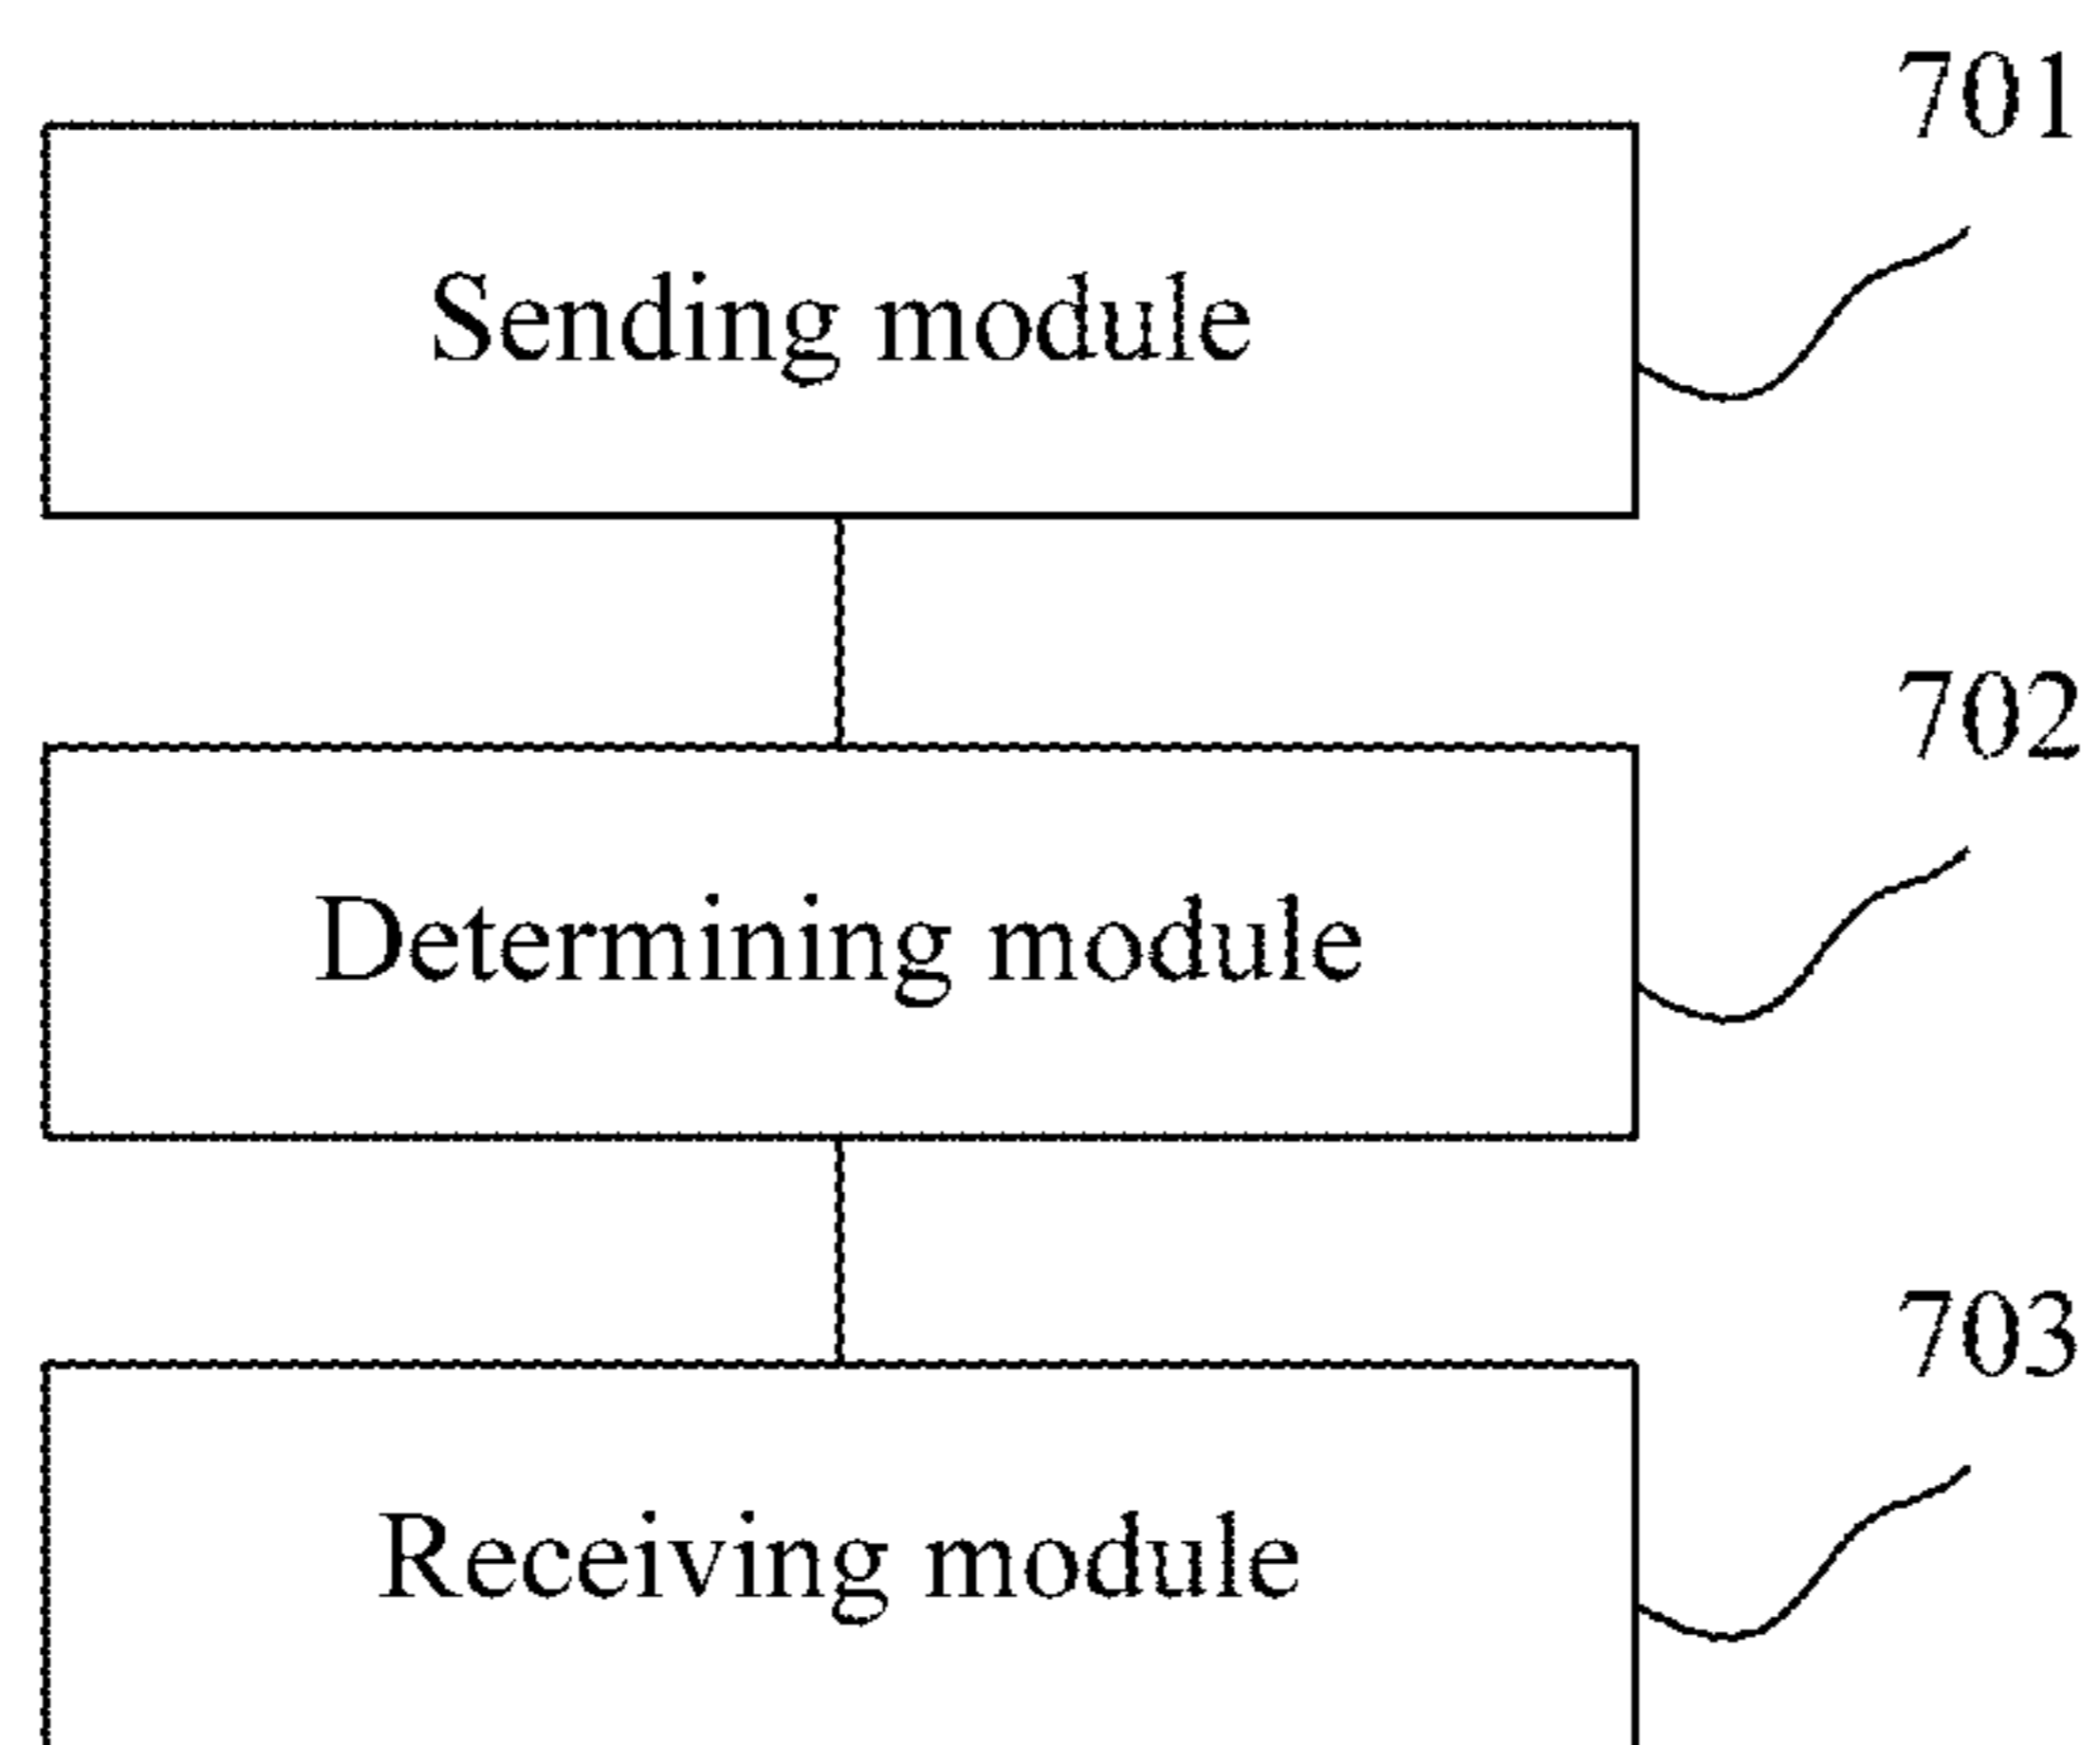 701
Sending module
702
Determining module
703
Receiving module